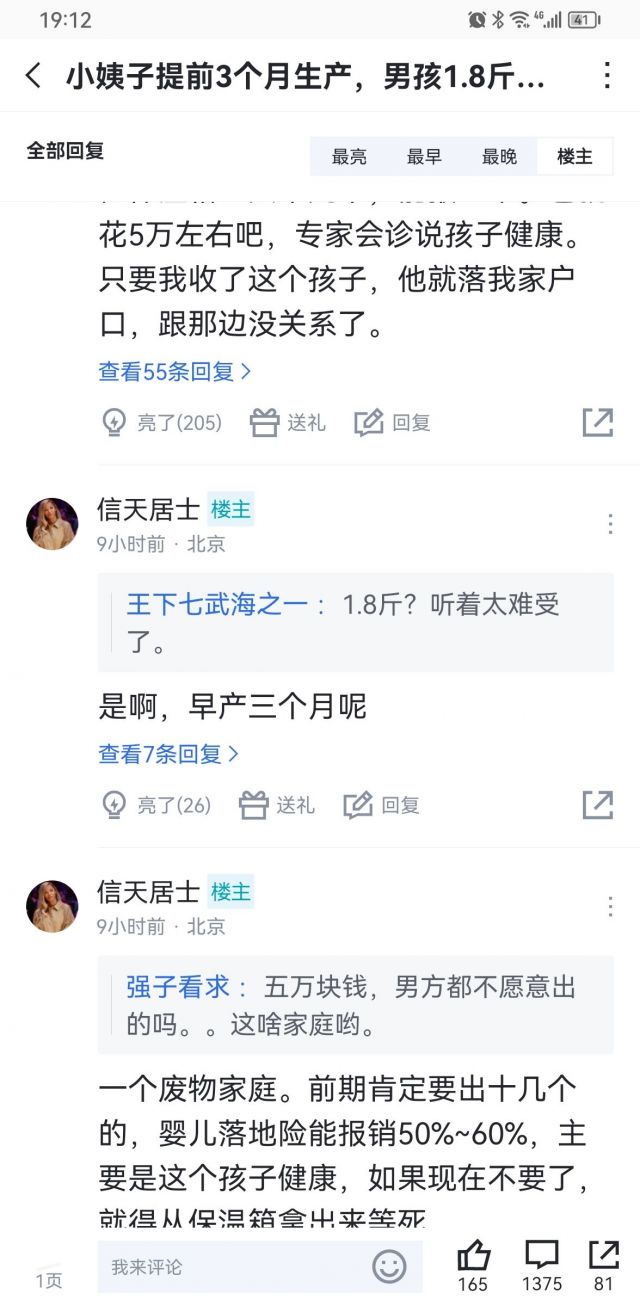 19:12
4G
41
小姨子提前3个月生产，男孩1.8斤...
全部回复
最亮
最早
最晚
楼主
花5万左右吧，专家会诊说孩子健康。
只要我收了这个孩子，他就落我家户
口，跟那边没关系了。
查看55条回复
亮了(205)
送礼
回复
信天居士 楼主
9小时前 · 北京
王下七武海之一： 1.8斤？听着太难受
了。
是啊，早产三个月呢
查看7条回复
亮了(26)
送礼
回复
信天居士 楼主
9小时前 · 北京
强子看求： 五万块钱，男方都不愿意出
的吗。。这啥家庭哟。
一个废物家庭。前期肯定要出十几个
的，婴儿落地险能报销50%~60%，主
要是这个孩子健康，如果现在不要了，
就得从保温箱拿出来等死
1页
我来评论
165
1375
81